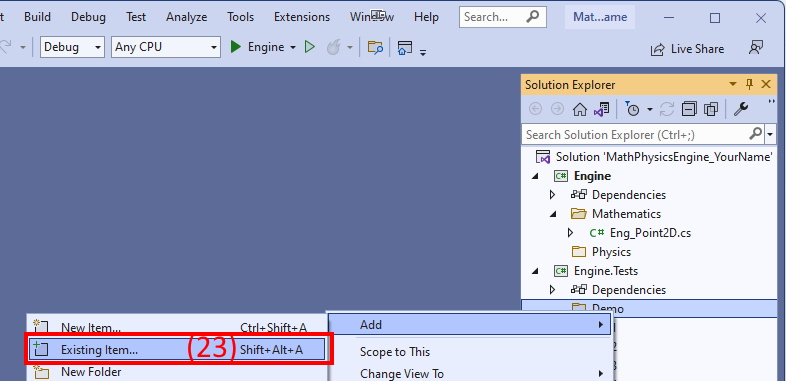 t Build Debug Test Analyze Tools Extensions Window Help Search... Mat...ame
Debug Any CPU Engine Live Share
Solution Explorer
Search Solution Explorer (Ctrl+;)
Solution 'MathPhysicsEngine_YourName'
C# Engine
Dependencies
Mathematics
C# Eng_Point2D.cs
Physics
C# Engine.Tests
Dependencies
Demo
New Item... Ctrl+Shift+A Add
Existing Item... (23) Shift+Alt+A Scope to This
2
New Folder Change View To
3